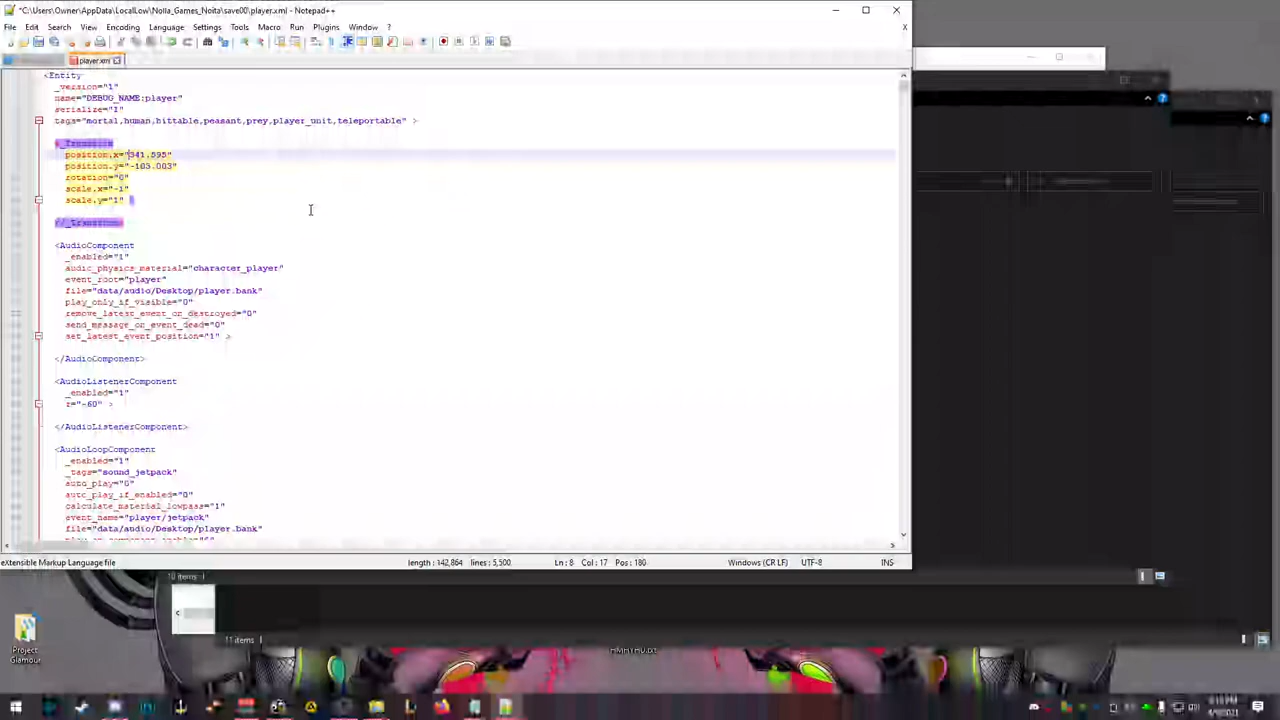 *C:\Users\Owner\AppData\LocalLow\Nolla_Games_Noita\save00\player.xml - Notepad++
File Edit Search View Encoding Language Settings Tools Macro Run Plugins Window ?
X
player.xml
<Entity
_version="1"
name="DEBUG_NAME:player"
serialize="1"
tags="mortal,human,hittable,peasant,prey,player_unit,teleportable" >
<_Transform
position.x="341.595"
position.y="-103.003"
rotation="0"
scale.x="-1"
scale.y="1" >
</_Transform>
<AudioComponent
_enabled="1"
audio_physics_material="character_player"
event_root="player"
file="data/audio/Desktop/player.bank"
play_only_if_visible="0"
remove_latest_event_on_destroyed="0"
send_message_on_event_dead="0"
set_latest_event_position="1" >
</AudioComponent>
<AudioListenerComponent
_enabled="1"
z="-60" >
</AudioListenerComponent>
<AudioLoopComponent
_enabled="1"
_tags="sound_jetpack"
auto_play="0"
auto_play_if_enabled="0"
calculate_material_lowpass="1"
event_name="player/jetpack"
file="data/audio/Desktop/player.bank"
eXtensible Markup Language file length : 142,864 lines : 5,500 Ln : 8 Col : 17 Pos : 180 Windows (CR LF) UTF-8 INS
10 items
11 items
Project
Glamour